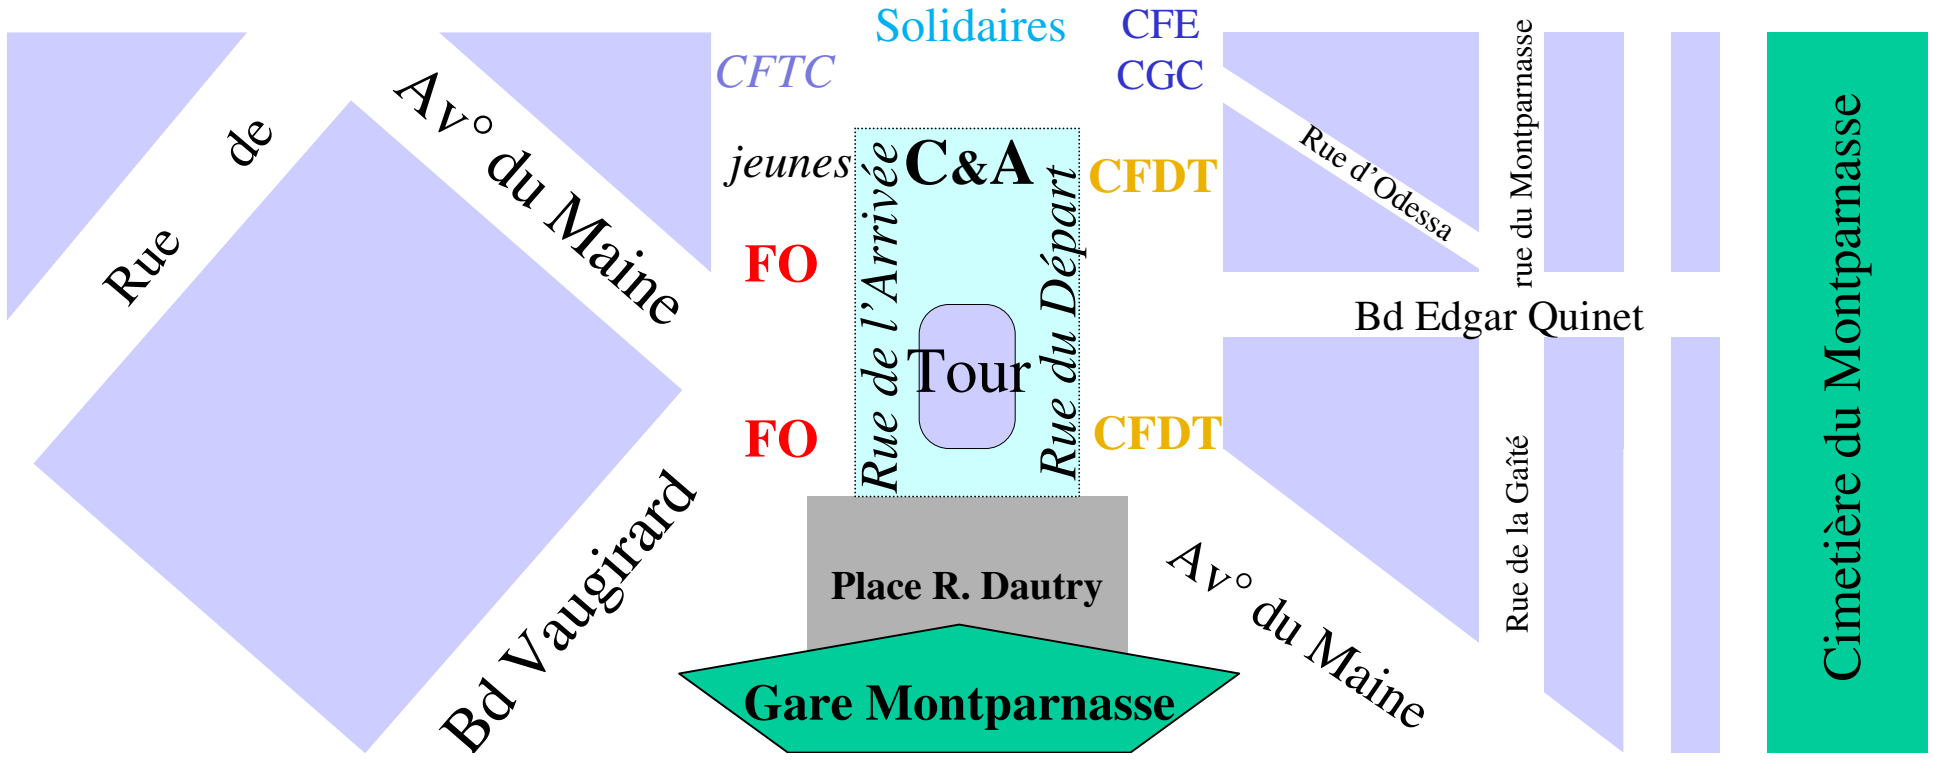 Solidaires
CFE
CGC
CFTC
Rue de
Av° du Maine
jeunes
C&A
CFDT
Rue d'Odessa
rue du Montparnasse
FO
Rue de l'Arrivée
Rue du Départ
Tour
Bd Edgar Quinet
Cimetière du Montparnasse
FO
CFDT
Bd Vaugirard
Place R. Dautry
Av° du Maine
Rue de la Gaîté
Gare Montparnasse